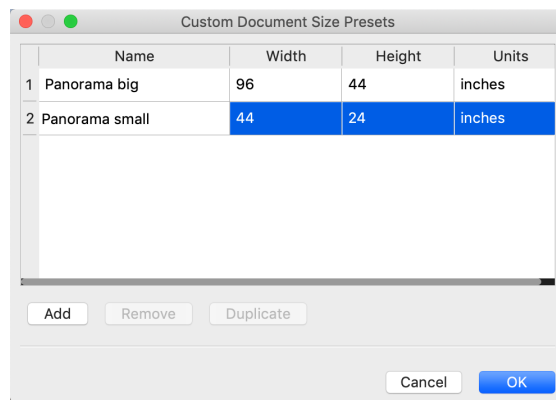 Custom Document Size Presets
Name Width Height Units
1 Panorama big 96 44 inches
2 Panorama small 44 24 inches
Add Remove Duplicate
Cancel OK